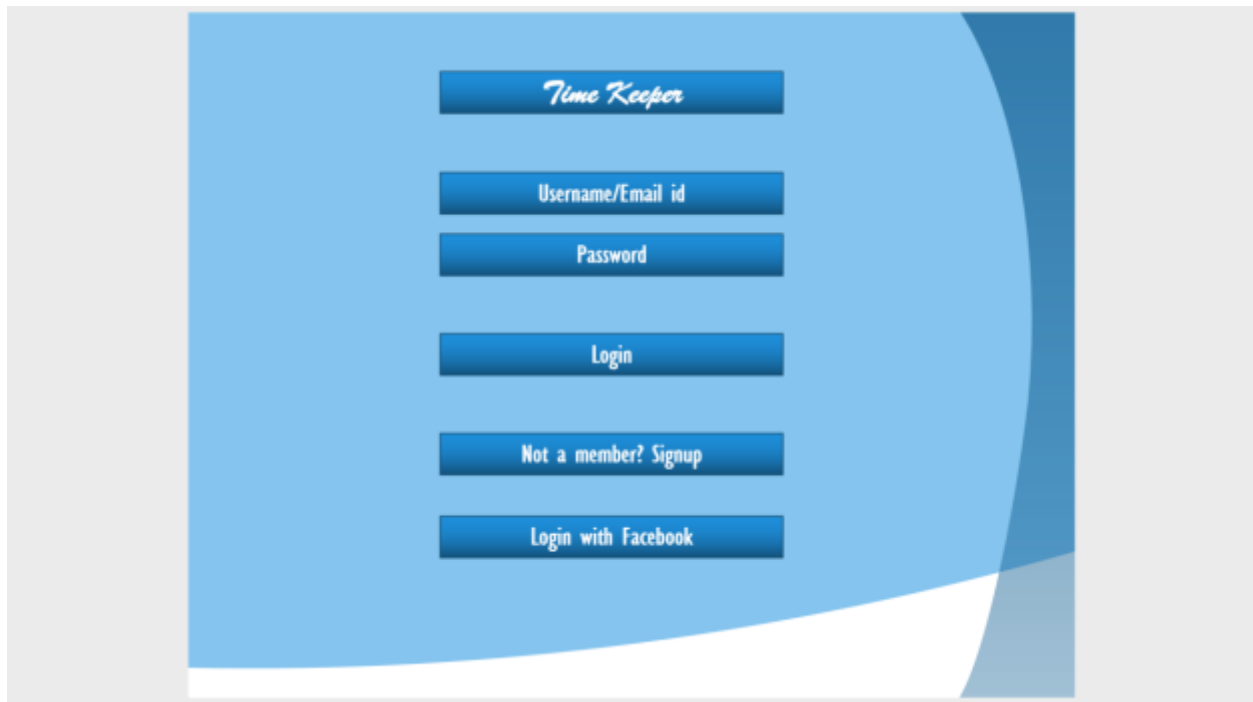 Time Keeper
Username/Email id
Password
Login
Not a member? Signup
Login with Facebook